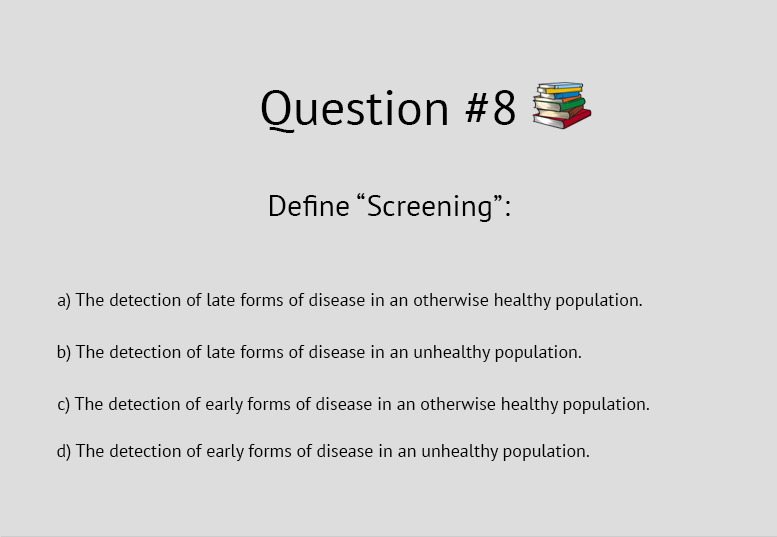 Question #8
Define “Screening”:
a) The detection of late forms of disease in an otherwise healthy population.
b) The detection of late forms of disease in an unhealthy population.
c) The detection of early forms of disease in an otherwise healthy population.
d) The detection of early forms of disease in an unhealthy population.